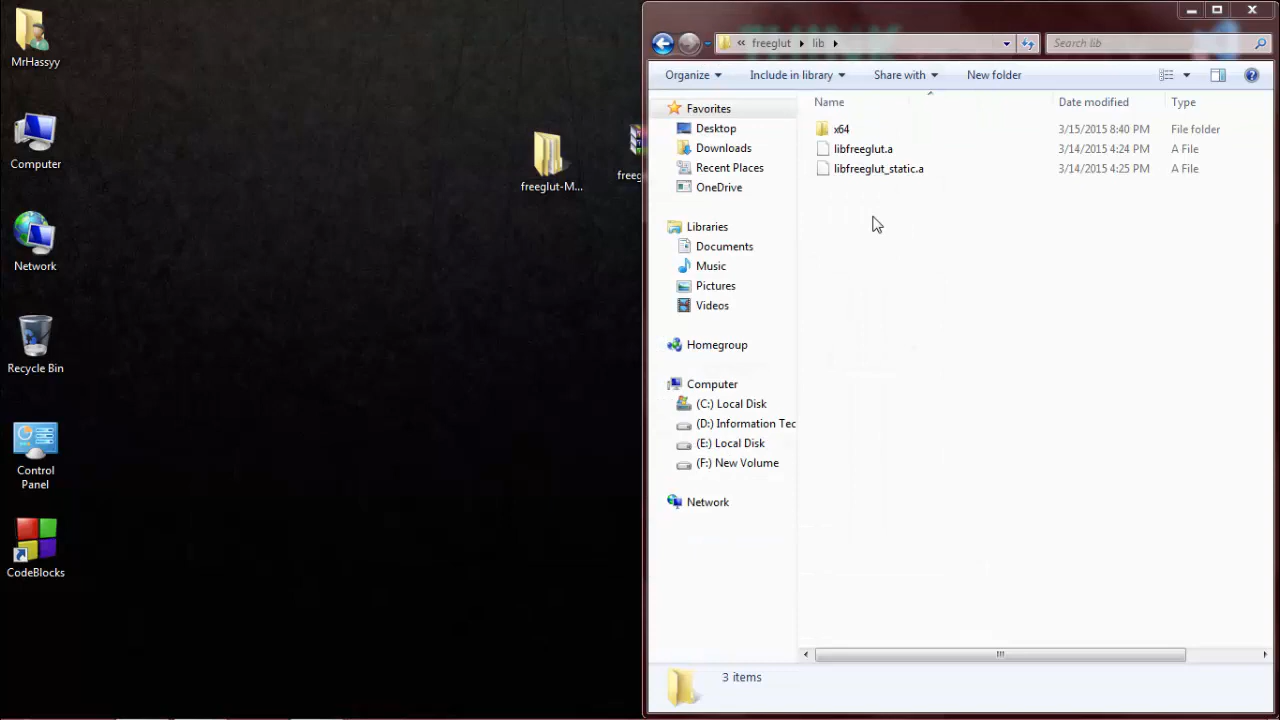 MrHassyy
Computer
Network
Recycle Bin
Control
Panel
CodeBlocks
freeglut-M...
freeg
« freeglut lib
Search lib
Organize Include in library Share with New folder
Name Date modified Type
x64 3/15/2015 8:40 PM File folder
libfreeglut.a 3/14/2015 4:24 PM A File
libfreeglut_static.a 3/14/2015 4:25 PM A File
Favorites
Desktop
Downloads
Recent Places
OneDrive
Libraries
Documents
Music
Pictures
Videos
Homegroup
Computer
(C:) Local Disk
(D:) Information Tec
(E:) Local Disk
(F:) New Volume
Network
3 items